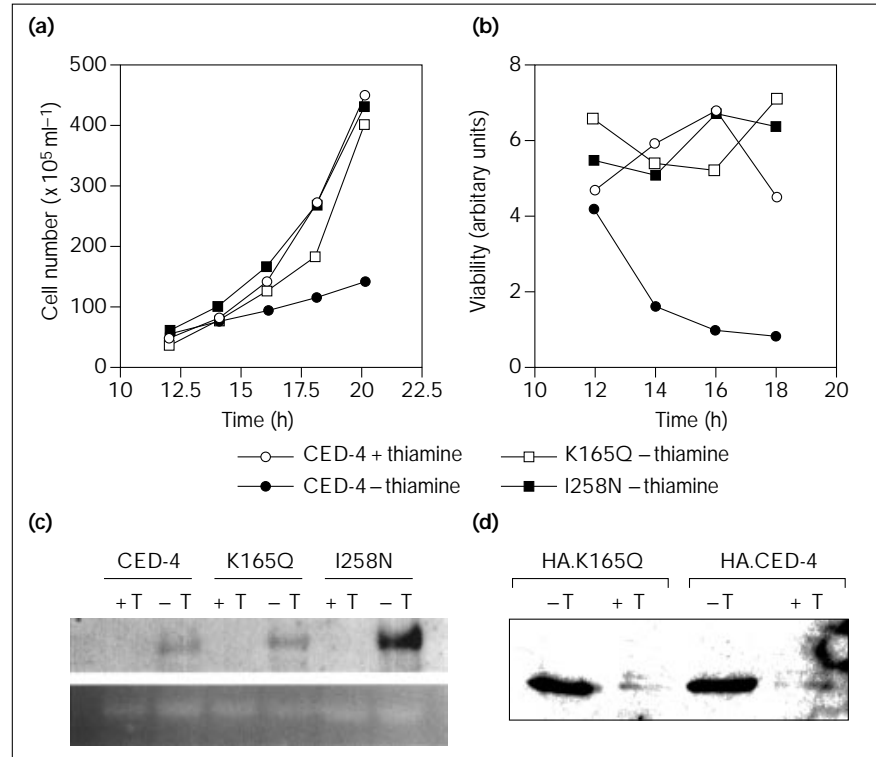 (a)
(b)
500
400
300
200
100
0
Cell number (x 10⁵ ml⁻¹)
10 12.5 15 17.5 20 22.5
Time (h)
8
6
4
2
0
Viability (arbitary units)
10 12 14 16 18 20
Time (h)
CED-4 + thiamine
K165Q – thiamine
CED-4 – thiamine
I258N – thiamine
(c)
CED-4 K165Q I258N
+ T – T + T – T + T – T
(d)
HA.K165Q HA.CED-4
– T + T – T + T